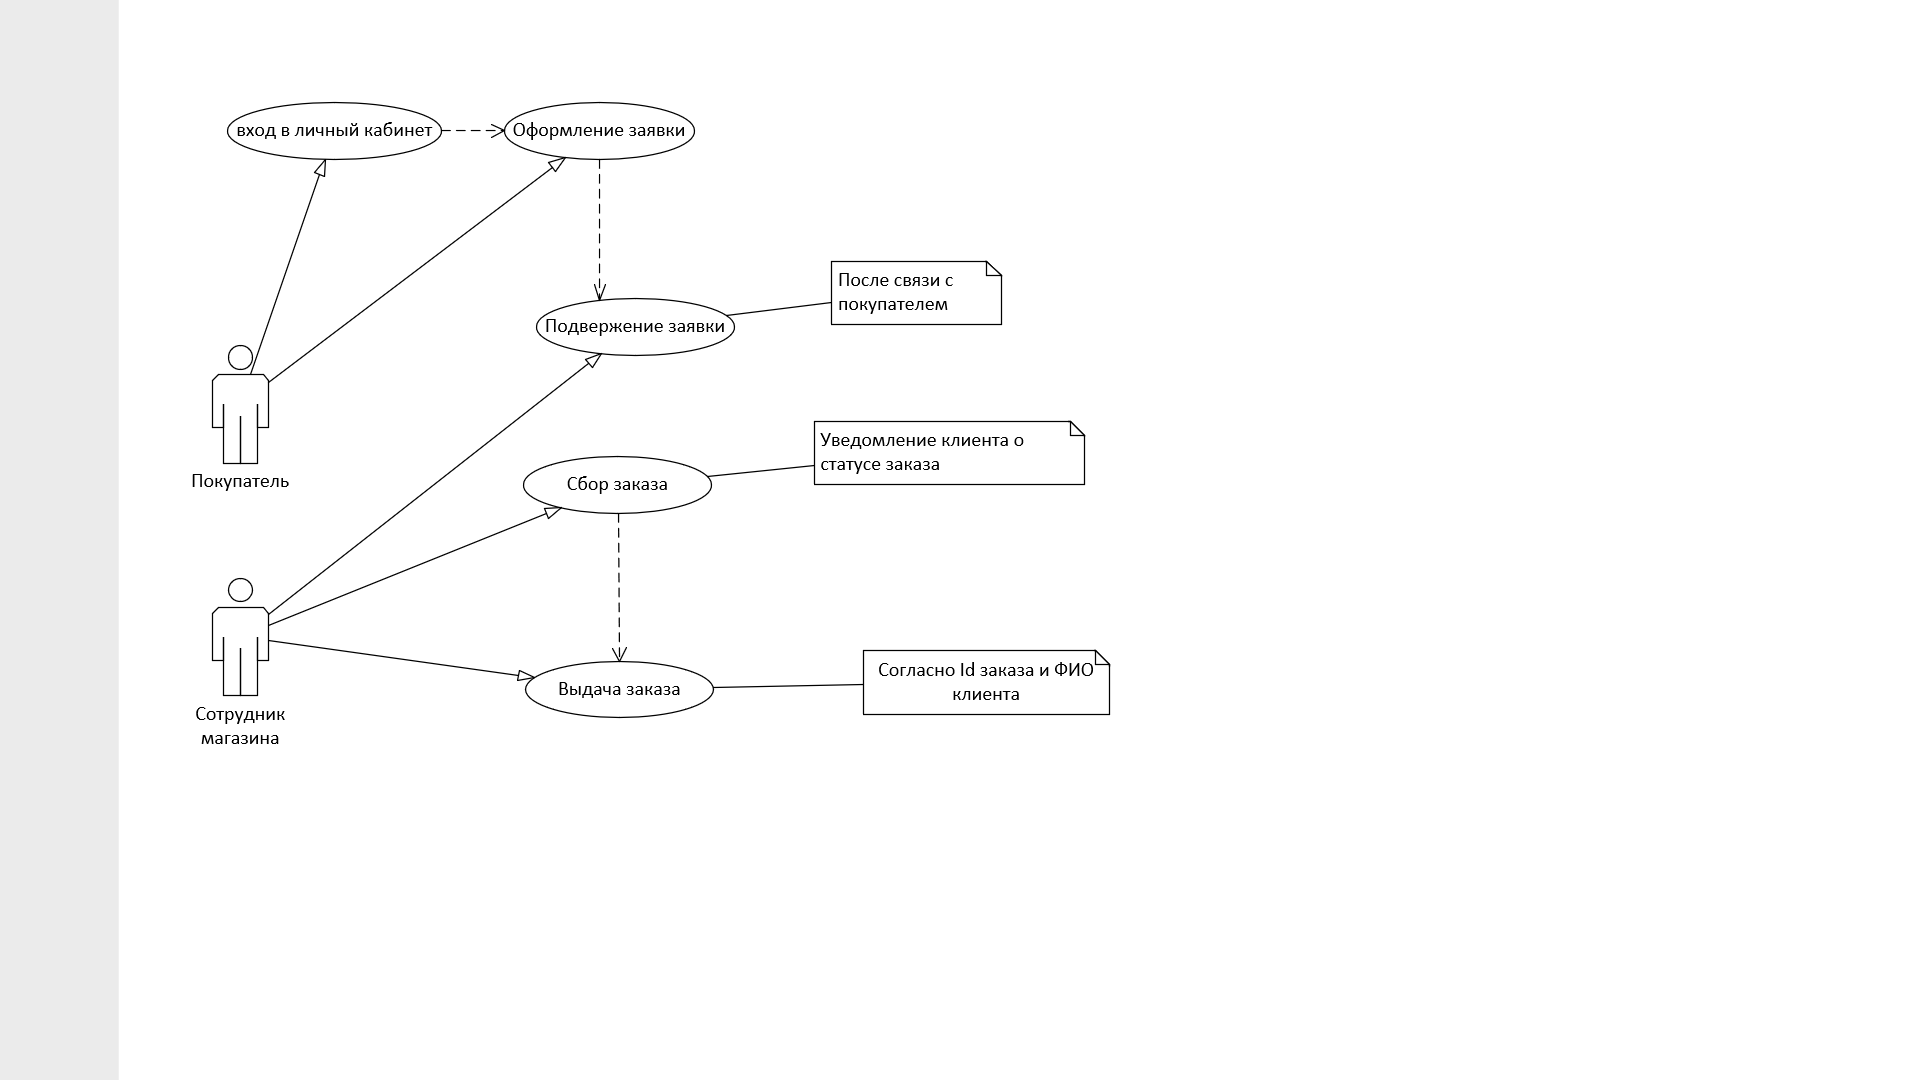 вход в личный кабинет
Оформление заявки
После связи с
покупателем
Подвержение заявки
Уведомление клиента о
статусе заказа
Сбор заказа
Покупатель
Согласно Id заказа и ФИО
клиента
Выдача заказа
Сотрудник
магазина